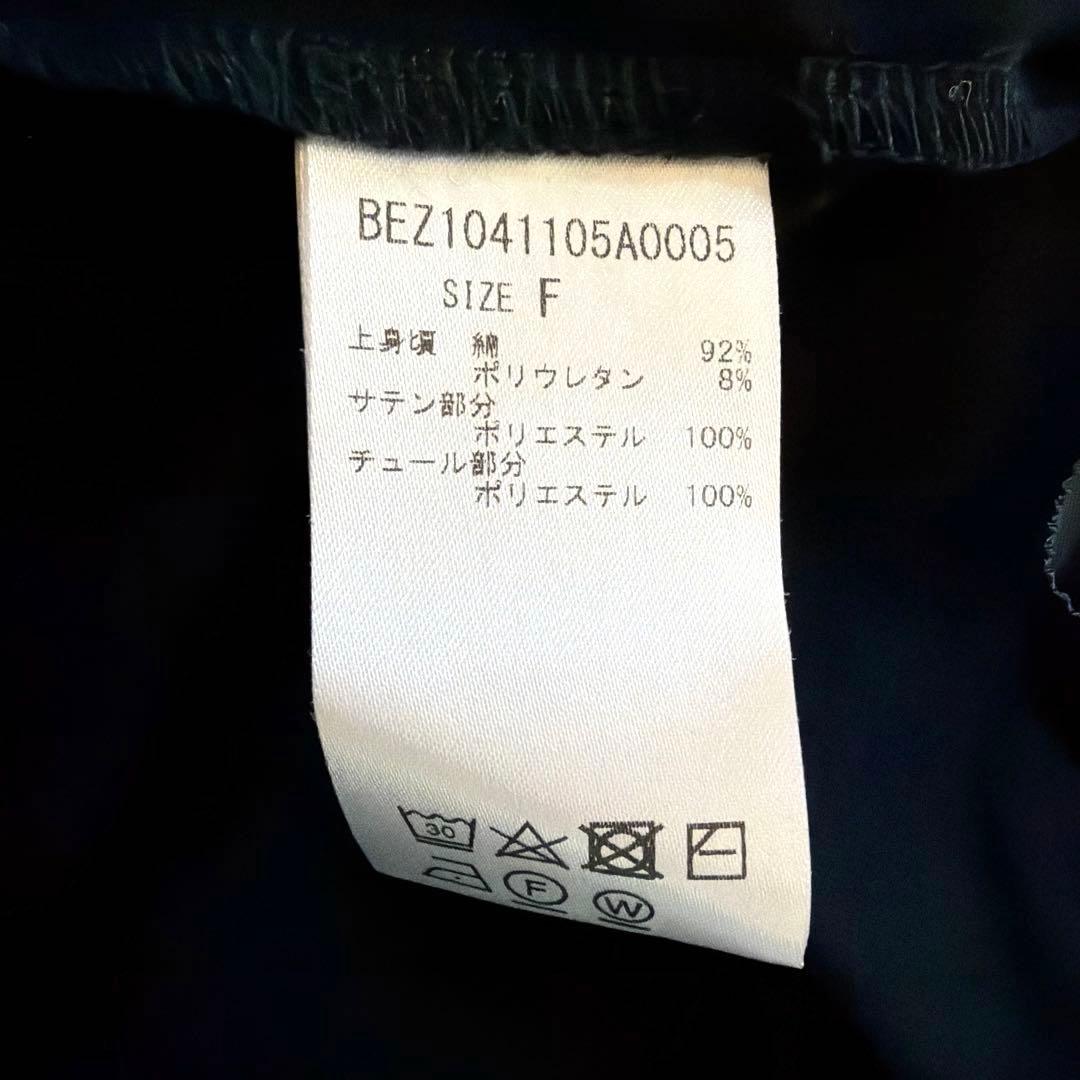 BEZ1041105A0005
SIZE F
上身頃 綿 92%
ポリウレタン 8%
サテン部分
ポリエステル 100%
チュール部分
ポリエステル 100%
30
F
W